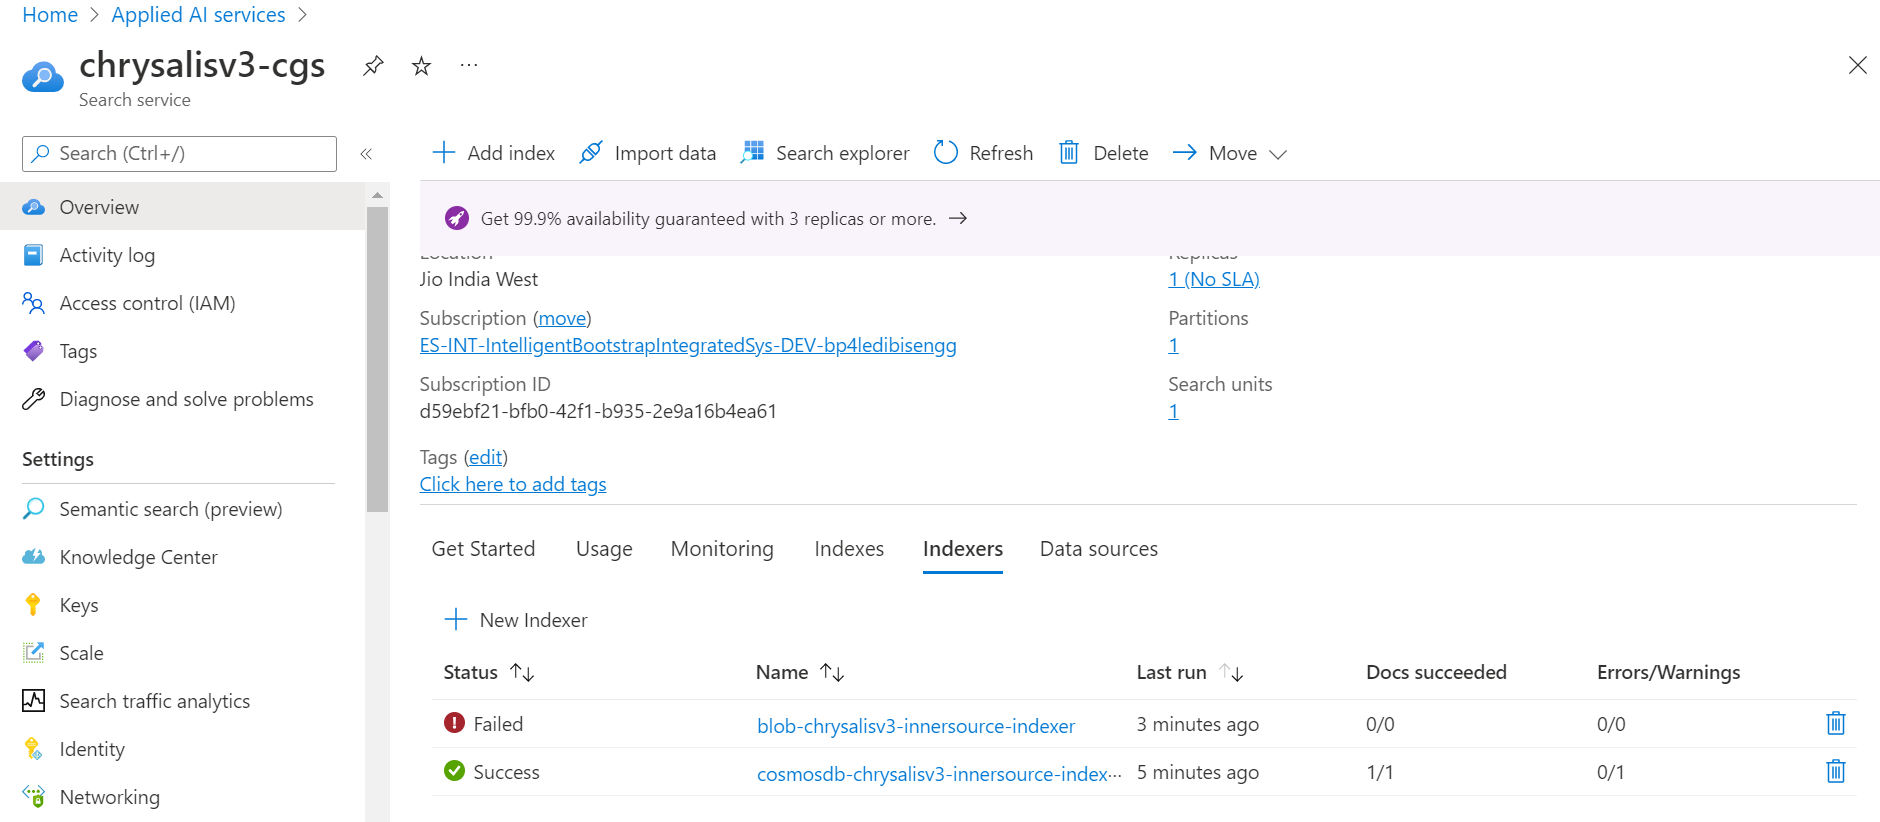 Home > Applied AI services >
chrysalisv3-cgs
Search service
Search (Ctrl+/)
Overview
Activity log
Access control (IAM)
Tags
Diagnose and solve problems
Settings
Semantic search (preview)
Knowledge Center
Keys
Scale
Search traffic analytics
Identity
Networking
Add index Import data Search explorer Refresh Delete Move
Get 99.9% availability guaranteed with 3 replicas or more. →
Location
Jio India West
Subscription (move)
ES-INT-IntelligentBootstrapIntegratedSys-DEV-bp4ledibisengg
Subscription ID
d59ebf21-bfb0-42f1-b935-2e9a16b4ea61
Tags (edit)
Click here to add tags
Replicas
1 (No SLA)
Partitions
1
Search units
1
Get Started Usage Monitoring Indexes Indexers Data sources
New Indexer
Status Name Last run Docs succeeded Errors/Warnings
Failed blob-chrysalisv3-innersource-indexer 3 minutes ago 0/0 0/0
Success cosmosdb-chrysalisv3-innersource-index··· 5 minutes ago 1/1 0/1